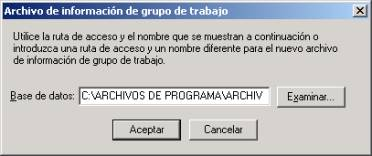 Archivo de información de grupo de trabajo
Utilice la ruta de acceso y el nombre que se muestran a continuación o
introduzca una ruta de acceso y un nombre diferente para el nuevo archivo
de información de grupo de trabajo.
Base de datos: C:\ARCHIVOS DE PROGRAMA\ARCHIV Examinar...
Aceptar Cancelar